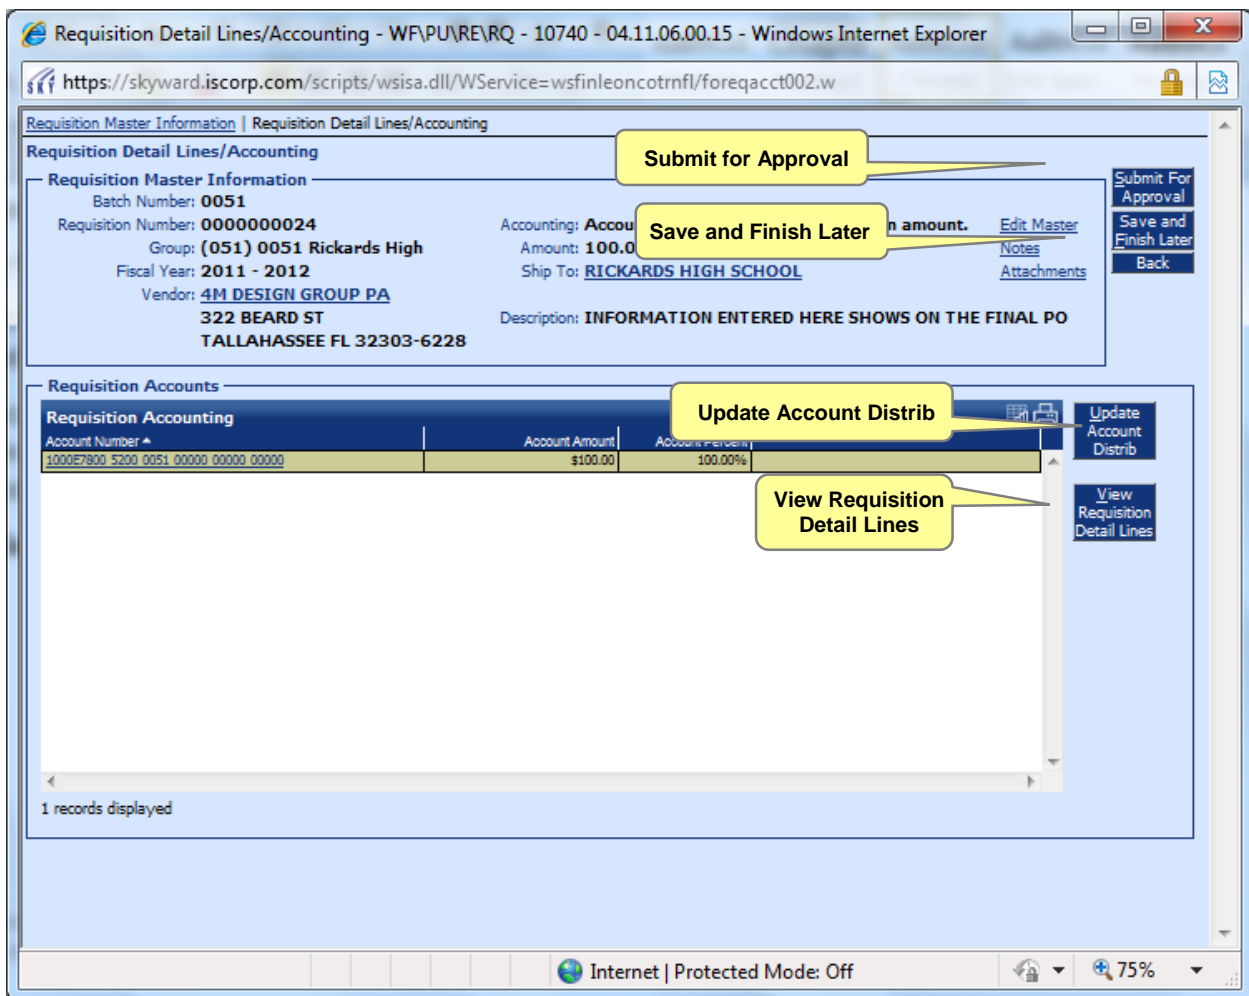 Requisition Detail Lines/Accounting - WF\PU\RE\RQ - 10740 - 04.11.06.00.15 - Windows Internet Explorer
https://skyward.iscorp.com/scripts/wsisa.dll/WService=wsfinleoncotrnfl/foreqacct002.w
Requisition Master Information | Requisition Detail Lines/Accounting
Requisition Detail Lines/Accounting
Submit for Approval
Requisition Master Information
Submit For
Approval
Batch Number: 0051
Requisition Number: 0000000024
Accounting: Accou
Save and Finish Later
n amount.
Edit Master
Save and
Finish Later
Group: (051) 0051 Rickards High
Amount: 100.0
Notes
Back
Fiscal Year: 2011 - 2012
Ship To: RICKARDS HIGH SCHOOL
Attachments
Vendor: 4M DESIGN GROUP PA
322 BEARD ST
Description: INFORMATION ENTERED HERE SHOWS ON THE FINAL PO
TALLAHASSEE FL 32303-6228
Requisition Accounts
Requisition Accounting
Update Account Distrib
Update
Account
Distrib
Account Number
Account Amount
Account Percent
1000E7800 5200 0051 00000 00000 00000
$100.00
100.00%
View Requisition
Detail Lines
View
Requisition
Detail Lines
1 records displayed
Internet | Protected Mode: Off
75%